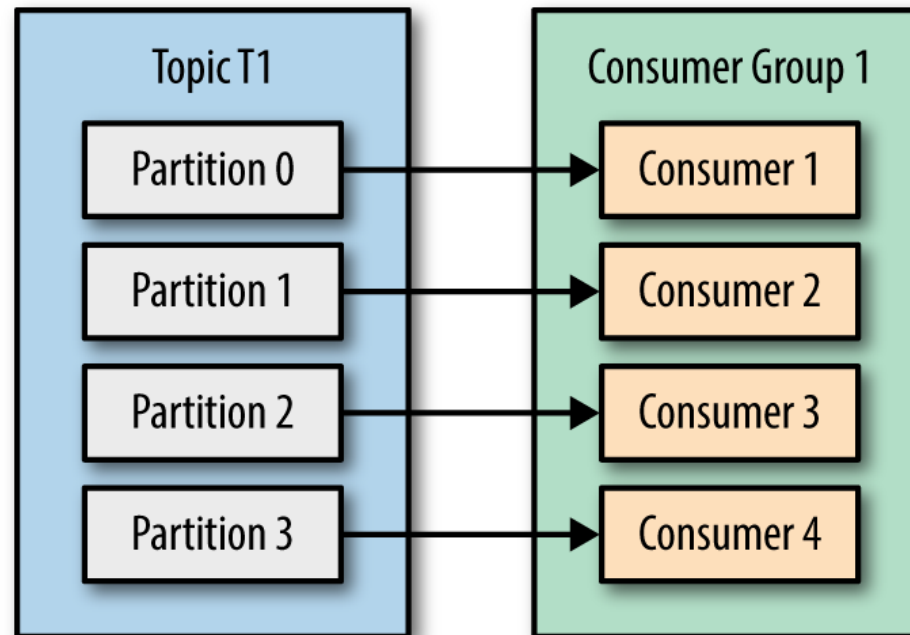 Topic T1
Partition 0
Partition 1
Partition 2
Partition 3
Consumer Group 1
Consumer 1
Consumer 2
Consumer 3
Consumer 4